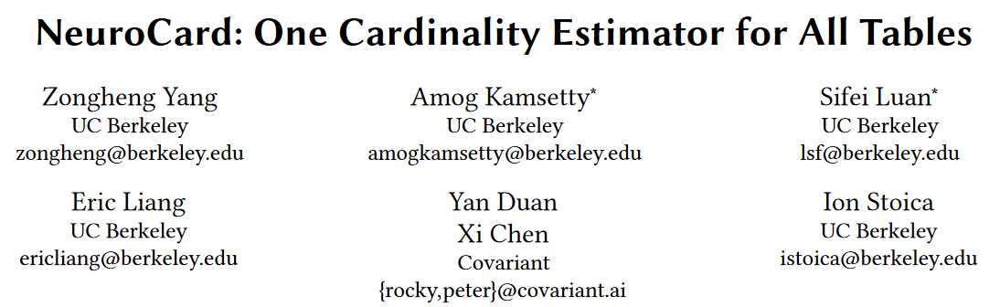 NeuroCard: One Cardinality Estimator for All Tables
Zongheng Yang
UC Berkeley
zongheng@berkeley.edu
Amog Kamsetty*
UC Berkeley
amogkamsetty@berkeley.edu
Sifei Luan*
UC Berkeley
lsf@berkeley.edu
Eric Liang
UC Berkeley
ericliang@berkeley.edu
Yan Duan
Xi Chen
Covariant
{rocky,peter}@covariant.ai
Ion Stoica
UC Berkeley
istoica@berkeley.edu